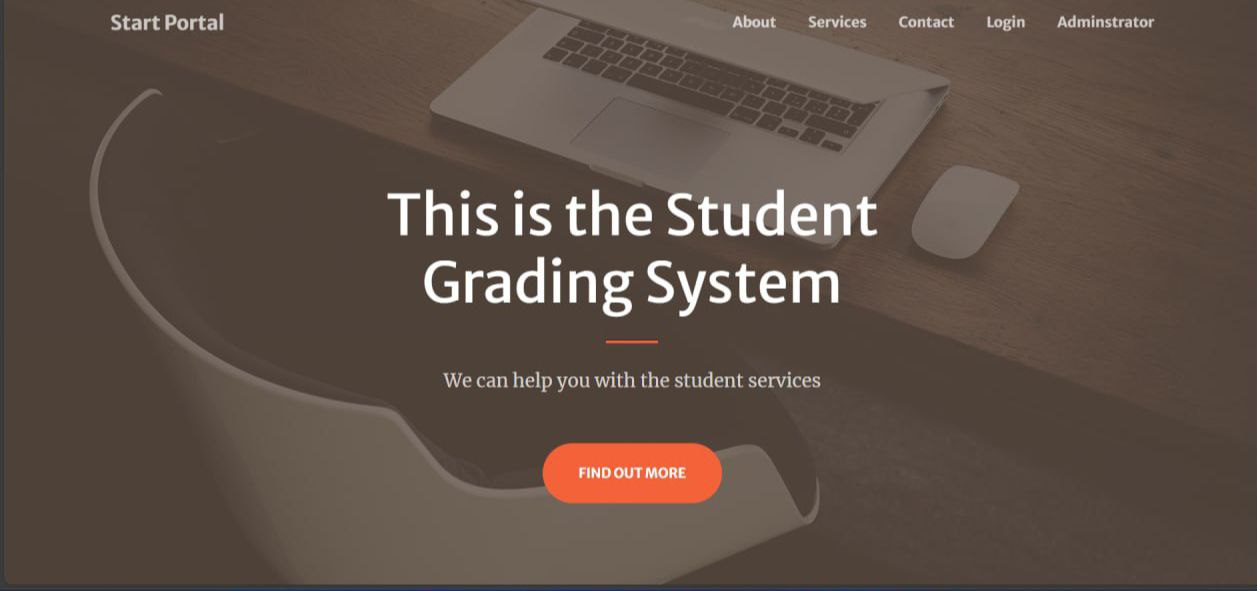 Start Portal
About Services Contact Login Adminstrator
This is the Student
Grading System
We can help you with the student services
FIND OUT MORE